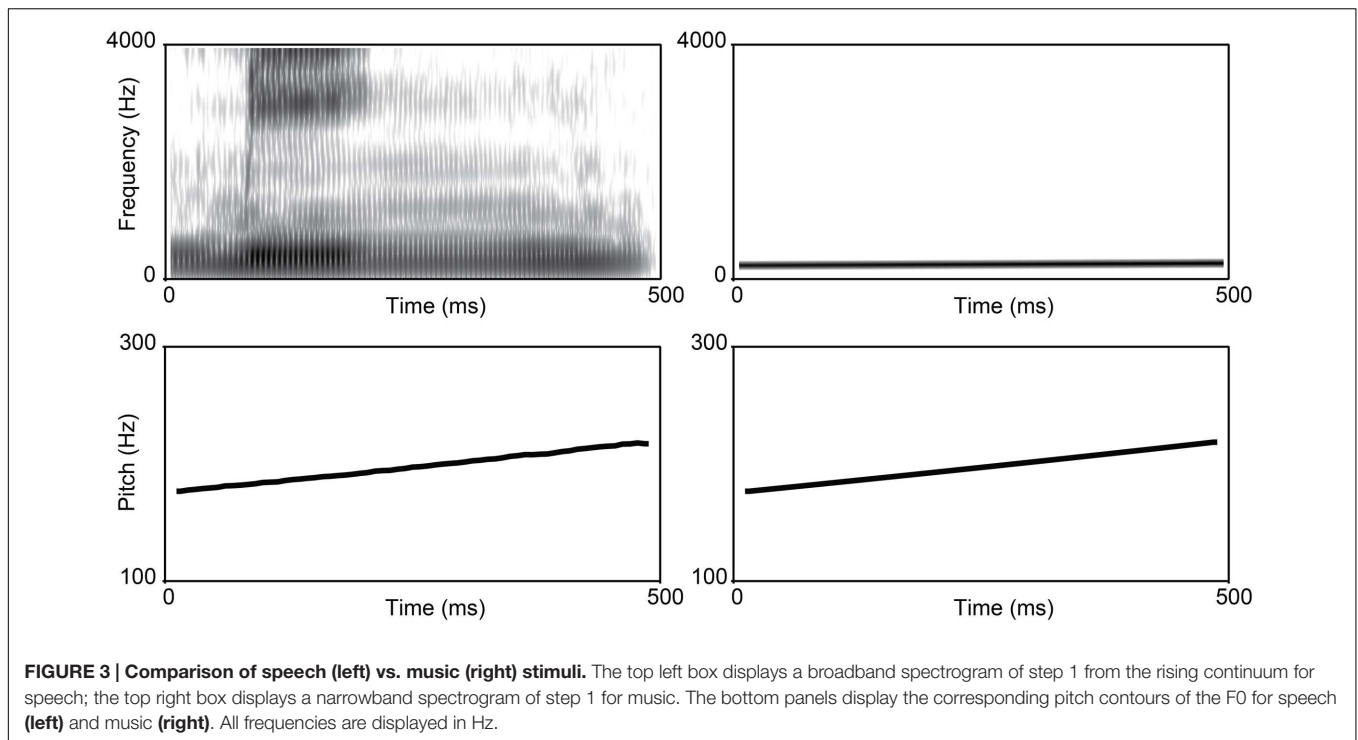 4000
Frequency (Hz)
0
0
Time (ms)
500
4000
0
0
Time (ms)
500
300
Pitch (Hz)
100
0
Time (ms)
500
300
100
0
Time (ms)
500
FIGURE 3 | Comparison of speech (left) vs. music (right) stimuli. The top left box displays a broadband spectrogram of step 1 from the rising continuum for
speech; the top right box displays a narrowband spectrogram of step 1 for music. The bottom panels display the corresponding pitch contours of the F0 for speech
(left) and music (right). All frequencies are displayed in Hz.